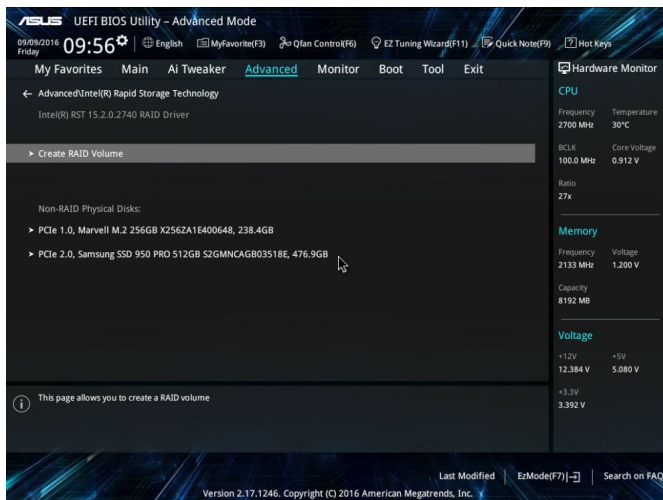 ASUS UEFI BIOS Utility – Advanced Mode
09/09/2016 Friday 09:56 English MyFavorite(F3) Qfan Control(F6) EZ Tuning Wizard(F11) Quick Note(F9) ? Hot Keys
My Favorites Main Ai Tweaker Advanced Monitor Boot Tool Exit
Hardware Monitor
← Advanced\Intel(R) Rapid Storage Technology
Intel(R) RST 15.2.0.2740 RAID Driver
> Create RAID Volume
Non-RAID Physical Disks:
> PCIe 1.0, Marvell M.2 256GB X256ZA1E400648, 238.4GB
> PCIe 2.0, Samsung SSD 950 PRO 512GB S2GMNCAGB03518E, 476.9GB
CPU
Frequency Temperature
2700 MHz 30°C
BCLK Core Voltage
100.0 MHz 0.912 V
Ratio
27x
Memory
Frequency Voltage
2133 MHz 1.200 V
Capacity
8192 MB
Voltage
+12V +5V
12.384 V 5.080 V
+3.3V
3.392 V
i This page allows you to create a RAID volume
Last Modified EzMode(F7) Search on FAQ
Version 2.17.1246. Copyright (C) 2016 American Megatrends, Inc.